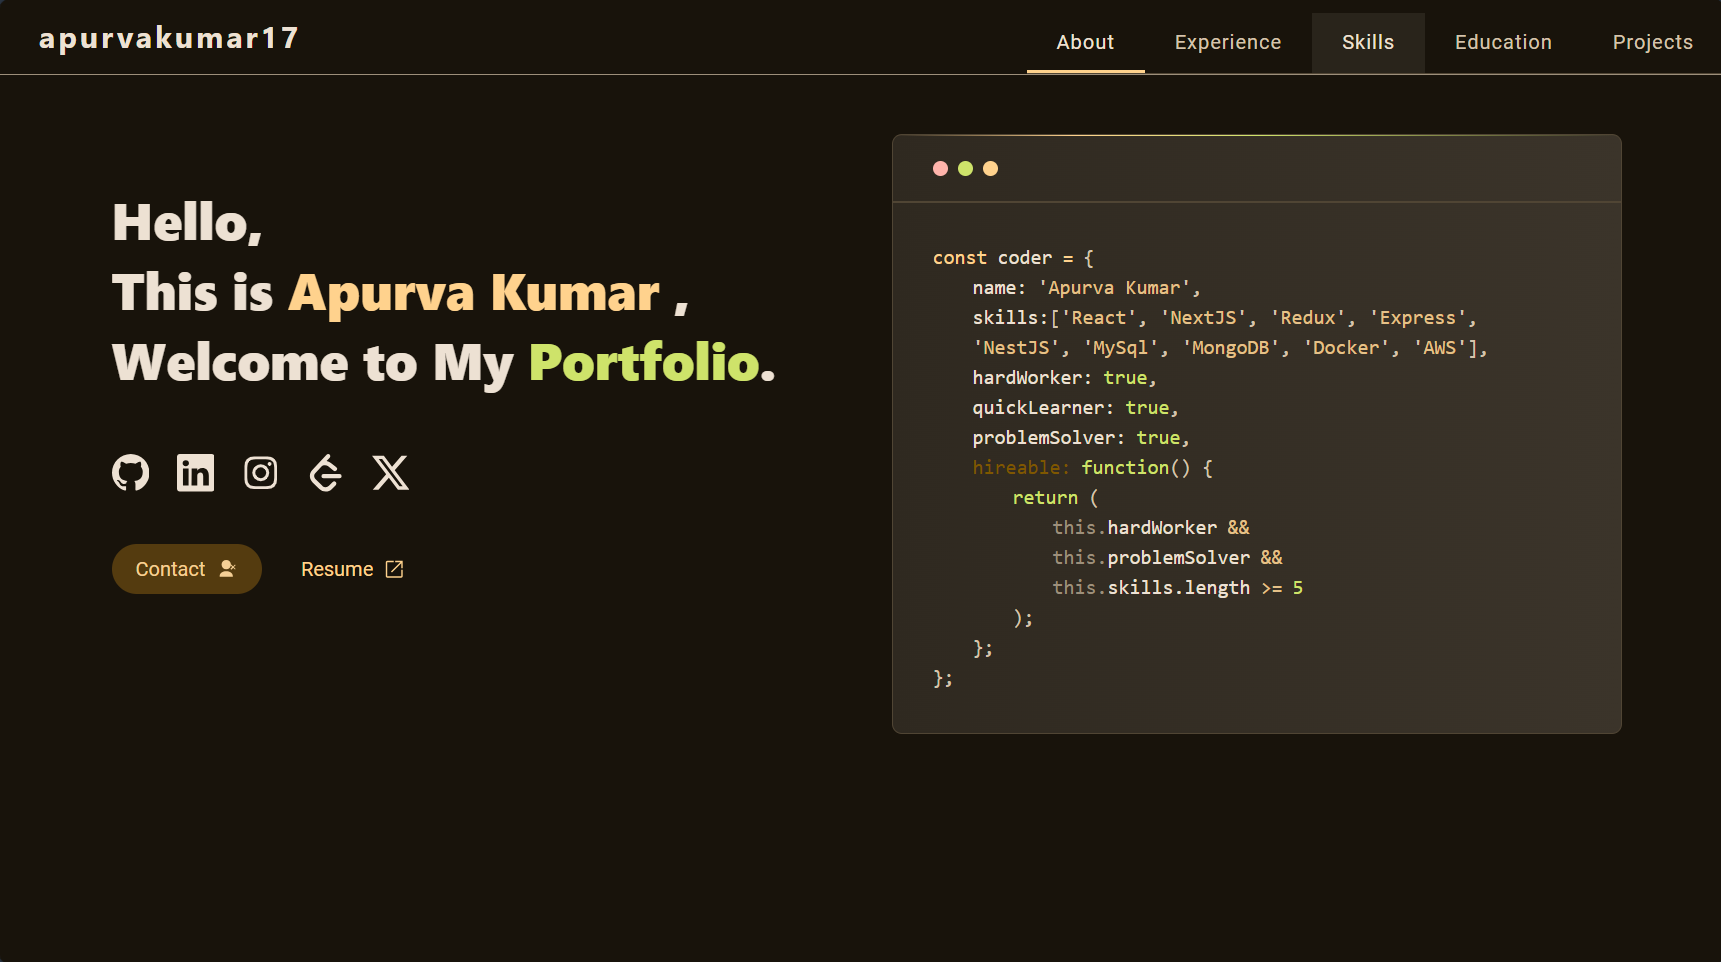 apurvakumar17
About Experience Skills Education Projects
Hello,
This is Apurva Kumar ,
Welcome to My Portfolio.
Contact
Resume
const coder = {
name: 'Apurva Kumar',
skills:['React', 'NextJS', 'Redux', 'Express',
'NestJS', 'MySql', 'MongoDB', 'Docker', 'AWS'],
hardWorker: true,
quickLearner: true,
problemSolver: true,
hireable: function() {
return (
this.hardWorker &&
this.problemSolver &&
this.skills.length >= 5
);
};
};